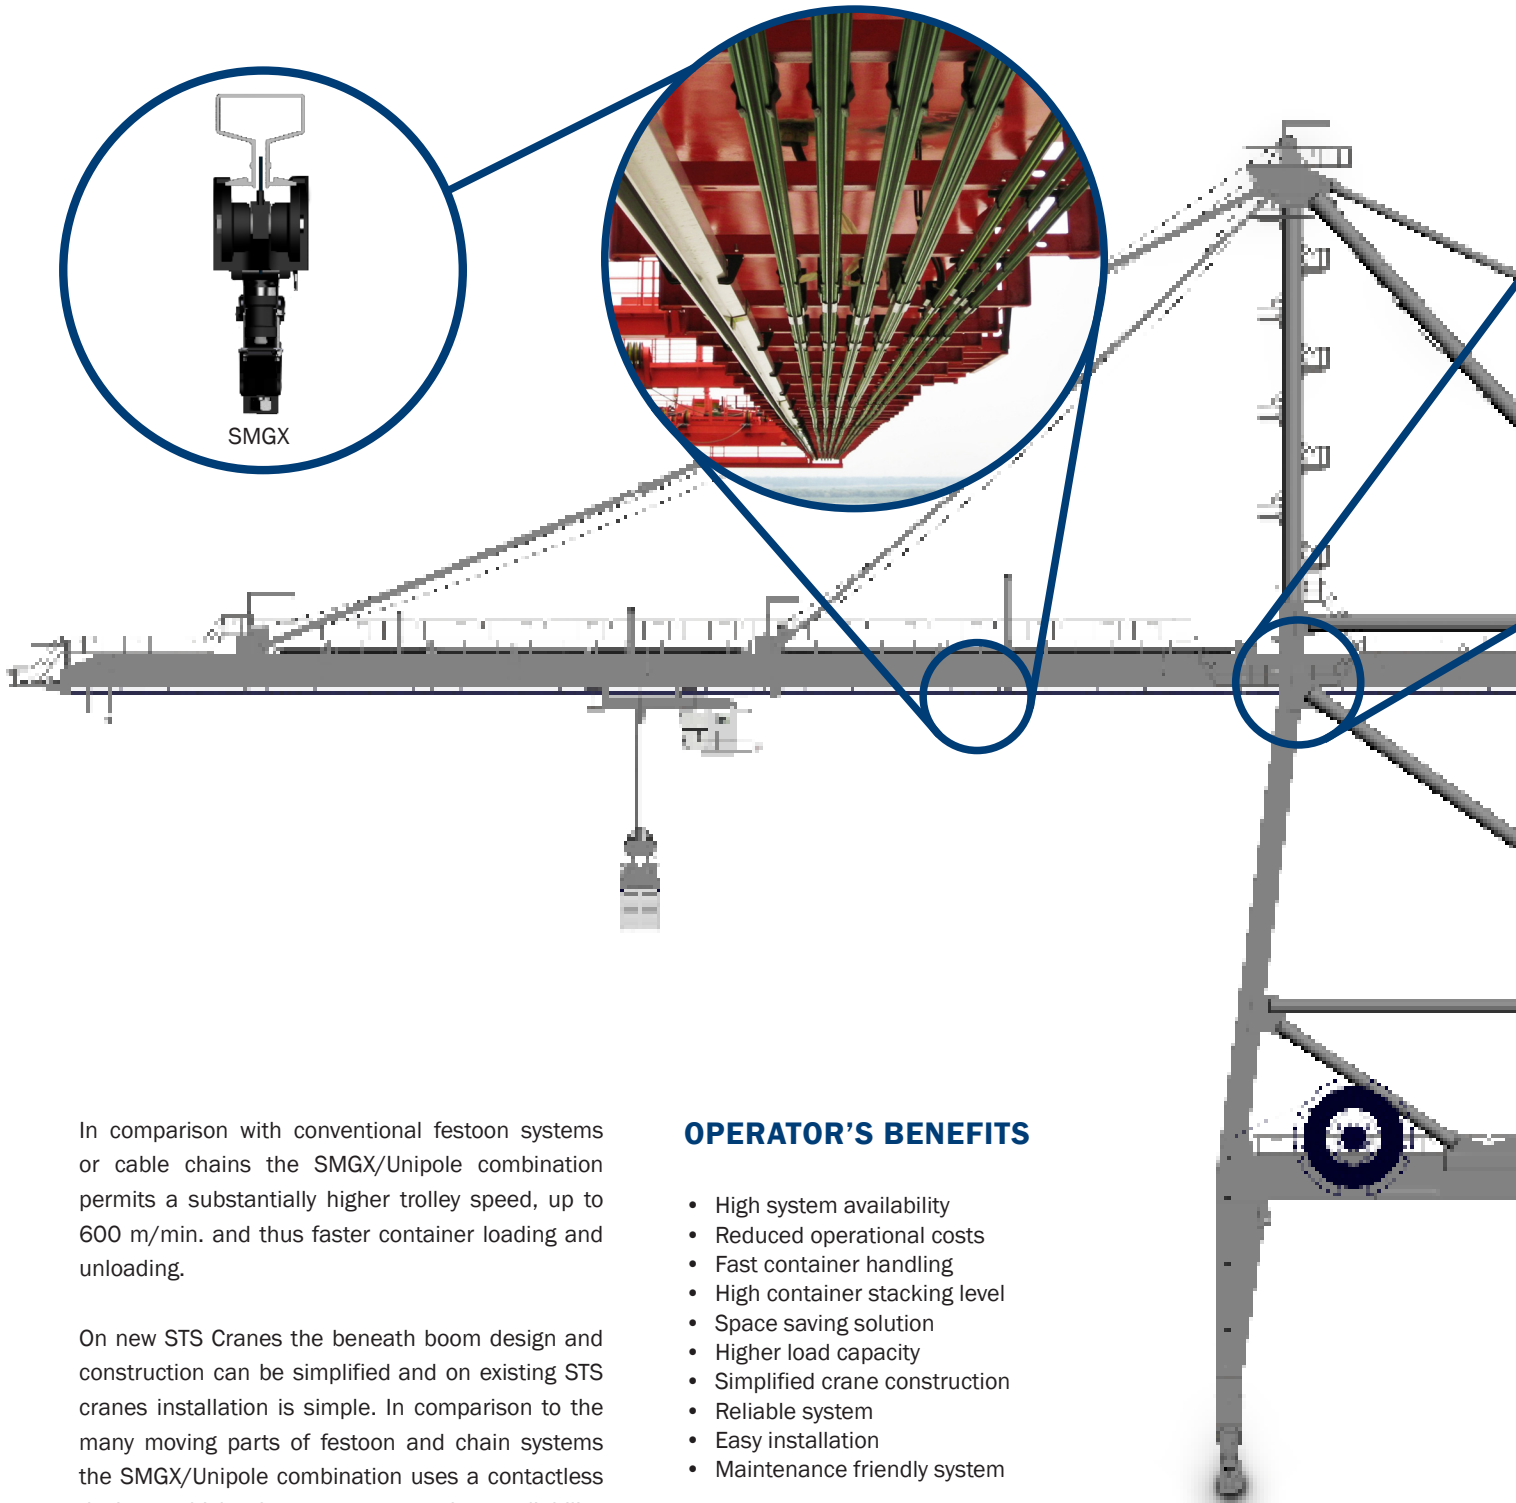 SMGX
In comparison with conventional festoon systems
or cable chains the SMGX/Unipole combination
permits a substantially higher trolley speed, up to
600 m/min. and thus faster container loading and
unloading.
On new STS Cranes the beneath boom design and
construction can be simplified and on existing STS
cranes installation is simple. In comparison to the
many moving parts of festoon and chain systems
the SMGX/Unipole combination uses a contactless
OPERATOR’S BENEFITS
• High system availability
• Reduced operational costs
• Fast container handling
• High container stacking level
• Space saving solution
• Higher load capacity
• Simplified crane construction
• Reliable system
• Easy installation
• Maintenance friendly system